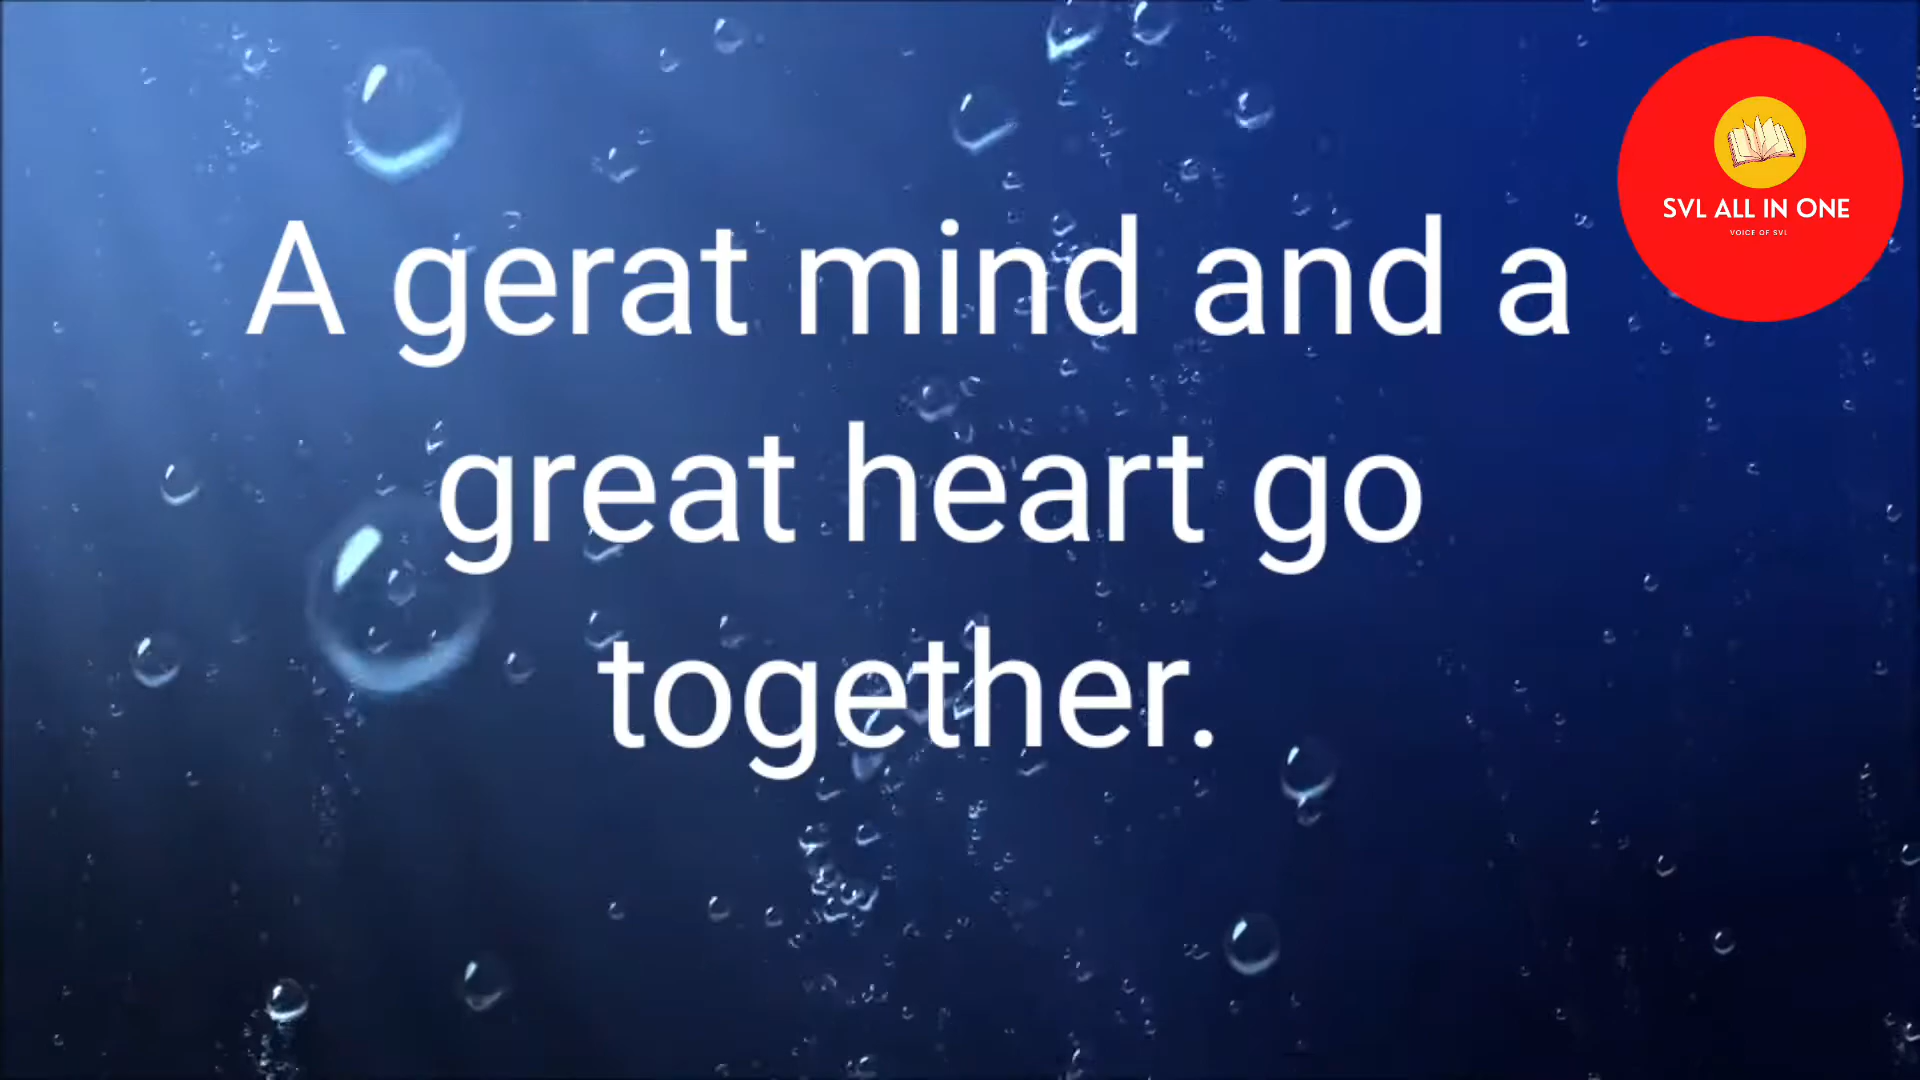 A gerat mind and a
great heart go
together.
SVL ALL IN ONE
VOICE OF SVL